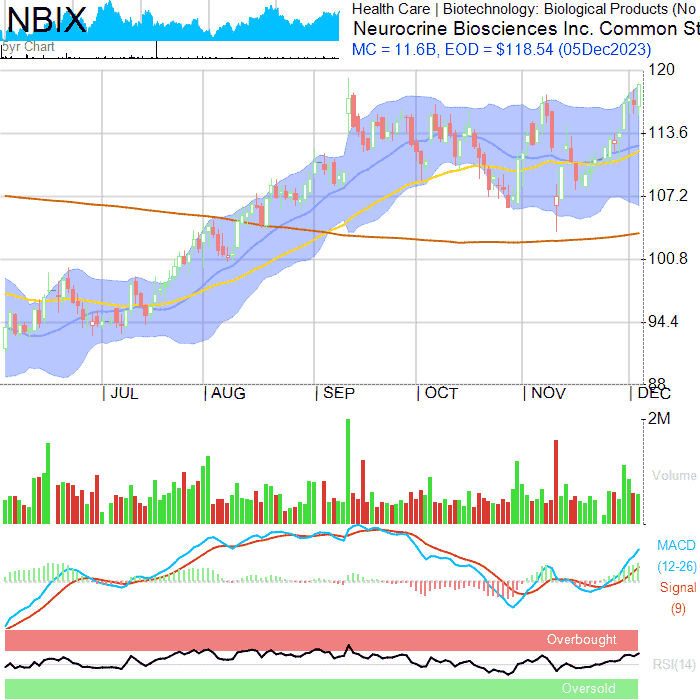 NBIX
5yr Chart
Health Care | Biotechnology: Biological Products (No
Neurocrine Biosciences Inc. Common St
MC = 11.6B, EOD = $118.54 (05Dec2023)
120
113.6
107.2
100.8
94.4
88
JUL AUG SEP OCT NOV DEC
2M
Volume
MACD
(12-26)
Signal
(9)
Overbought
RSI(14)
Oversold